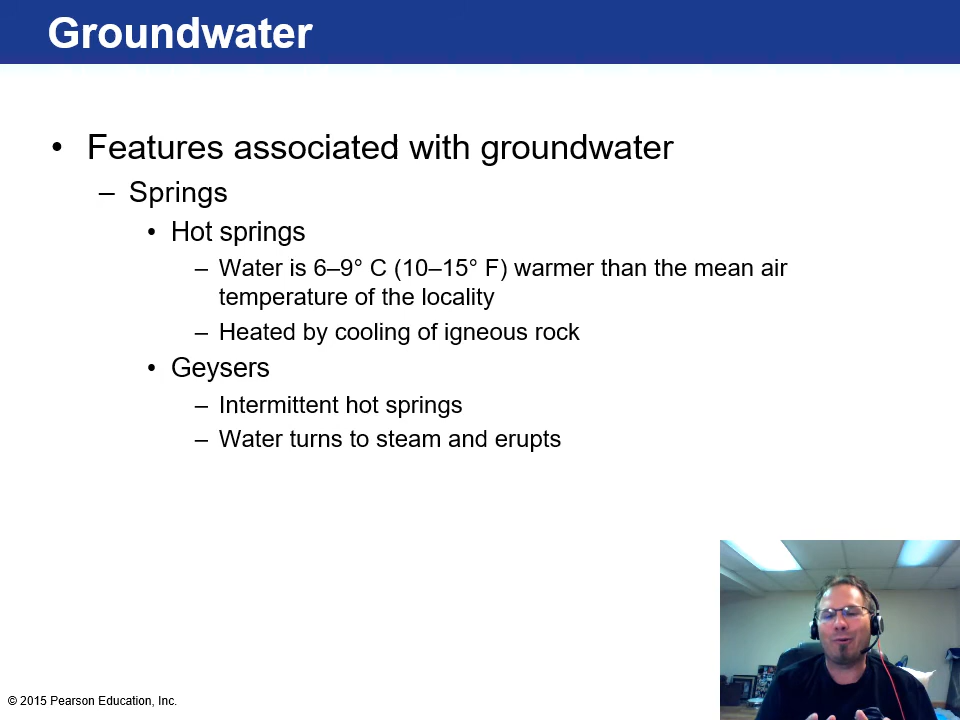 Groundwater
• Features associated with groundwater
– Springs
• Hot springs
– Water is 6–9° C (10–15° F) warmer than the mean air
temperature of the locality
– Heated by cooling of igneous rock
• Geysers
– Intermittent hot springs
– Water turns to steam and erupts
© 2015 Pearson Education, Inc.